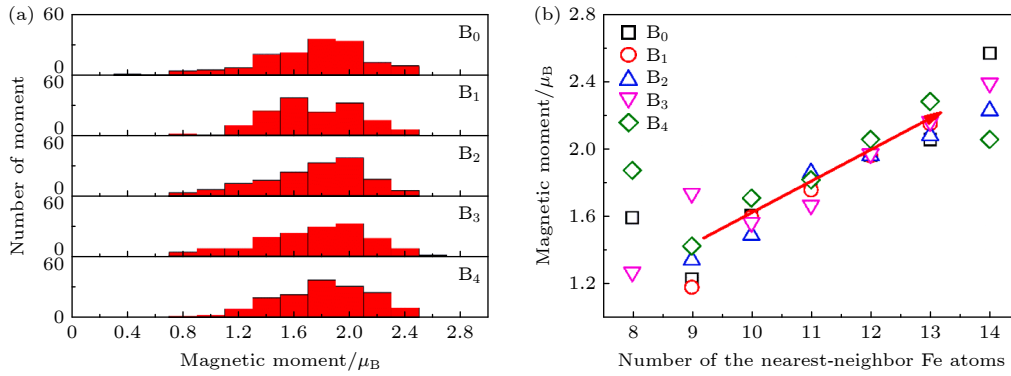 (a)
60
0
60
0
60
0
60
0
60
0
B0
B1
B2
B3
B4
Number of moment
0 0.4 0.8 1.2 1.6 2.0 2.4 2.8
Magnetic moment/μB
(b)
2.8
2.4
2.0
1.6
1.2
B0
B1
B2
B3
B4
Magnetic moment/μB
8 9 10 11 12 13 14
Number of the nearest-neighbor Fe atoms